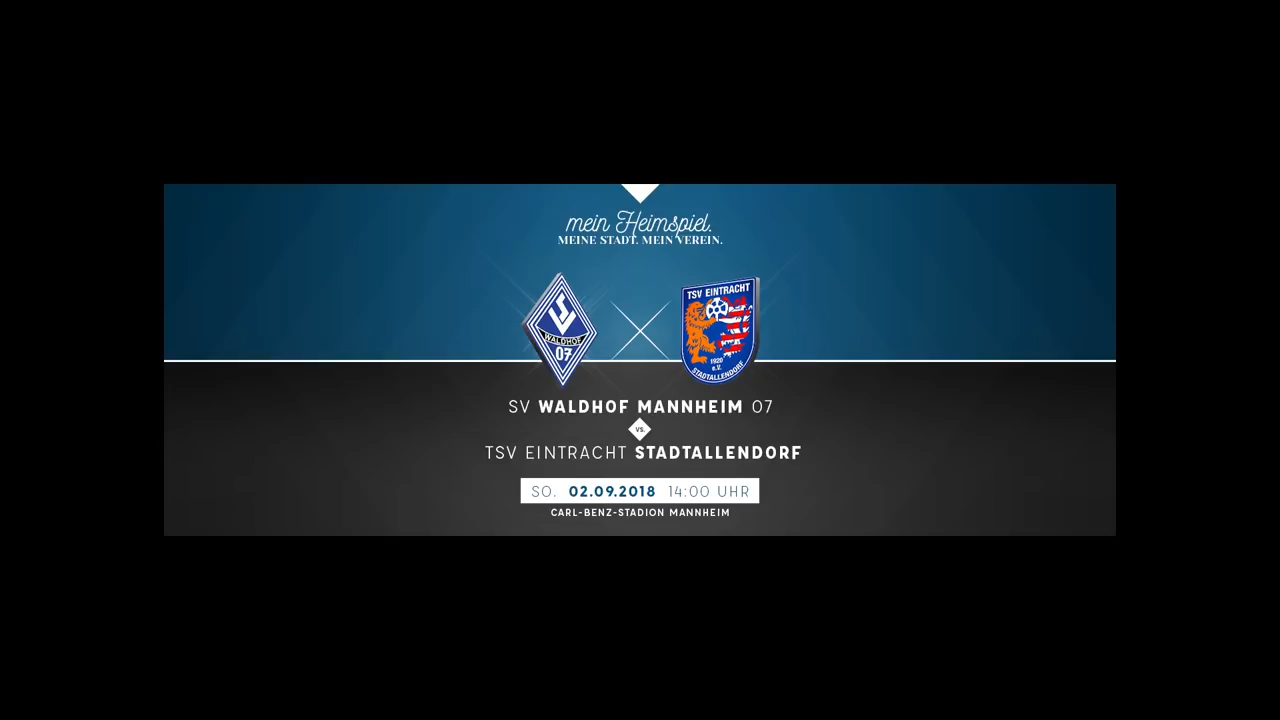 mein Heimspiel.
MEINE STADT. MEIN VEREIN.
WALDHOF
07
TSV EINTRACHT
1920
e.V.
STADTALLENDORF
SV WALDHOF MANNHEIM 07
VS.
TSV EINTRACHT STADTALLENDORF
SO. 02.09.2018 14:00 UHR
CARL-BENZ-STADION MANNHEIM